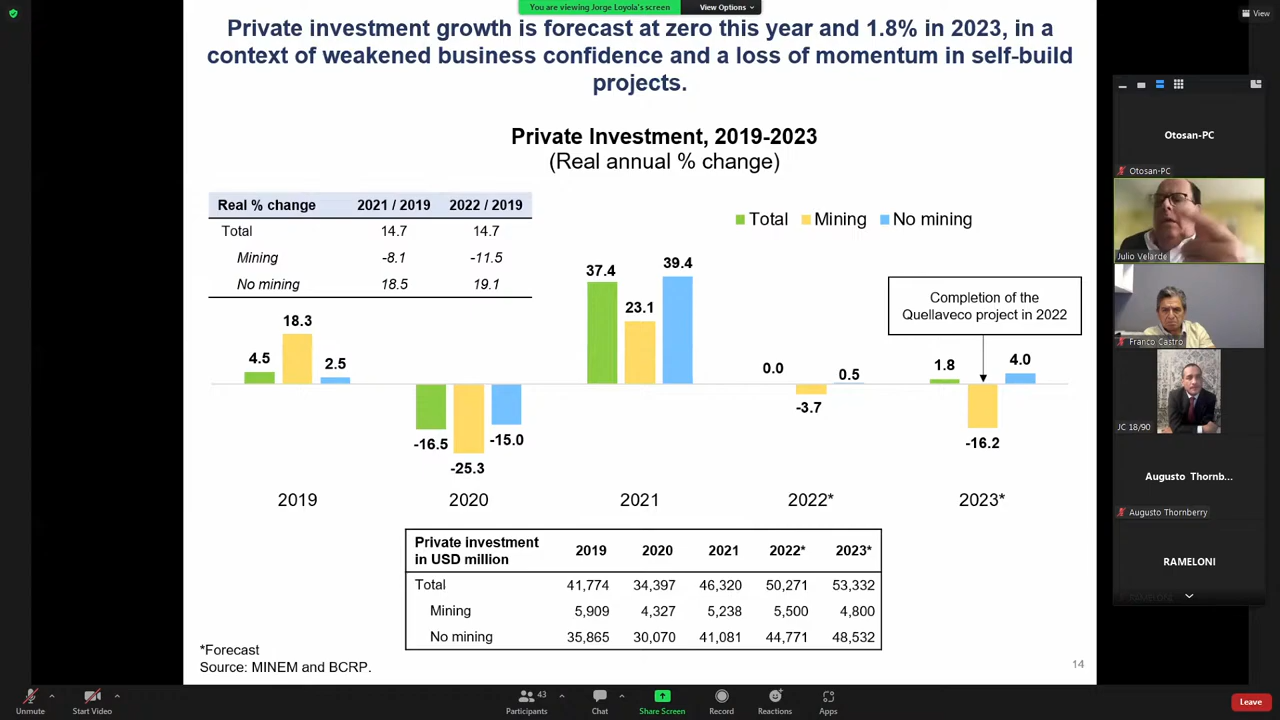 You are viewing Jorge Loyola's screen
View Options
View
Private investment growth is forecast at zero this year and 1.8% in 2023, in a
context of weakened business confidence and a loss of momentum in self-build
projects.
Private Investment, 2019-2023
(Real annual % change)
Real % change 2021 / 2019 2022 / 2019
Total 14.7 14.7
Mining -8.1 -11.5
No mining 18.5 19.1
Total Mining No mining
4.5 18.3 2.5
-16.5 -25.3 -15.0
37.4 23.1 39.4
0.0 -3.7 0.5
Completion of the
Quellaveco project in 2022
1.8 -16.2 4.0
2019 2020 2021 2022* 2023*
Private investment
in USD million 2019 2020 2021 2022* 2023*
Total 41,774 34,397 46,320 50,271 53,332
Mining 5,909 4,327 5,238 5,500 4,800
No mining 35,865 30,070 41,081 44,771 48,532
*Forecast
Source: MINEM and BCRP.
14
Otosan-PC
Otosan-PC
Julio Velarde
Franco Castro
JC 18/90
Augusto Thornb...
Augusto Thornberry
RAMELONI
Unmute
Start Video
Participants
43
Chat
Share Screen
Record
Reactions
Apps
Leave